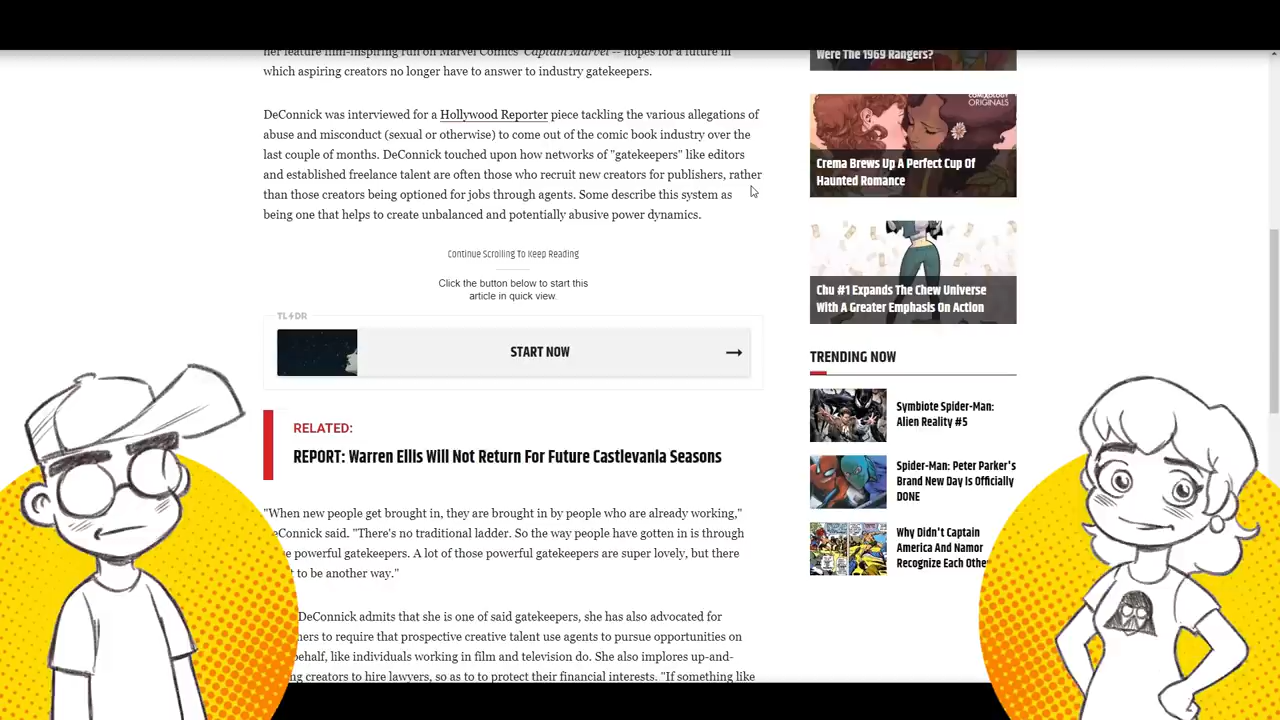 her feature film-inspiring run on Marvel Comics' Captain Marvel -- hopes for a future in
which aspiring creators no longer have to answer to industry gatekeepers.
DeConnick was interviewed for a Hollywood Reporter piece tackling the various allegations of
abuse and misconduct (sexual or otherwise) to come out of the comic book industry over the
last couple of months. DeConnick touched upon how networks of "gatekeepers" like editors
and established freelance talent are often those who recruit new creators for publishers, rather
than those creators being optioned for jobs through agents. Some describe this system as
being one that helps to create unbalanced and potentially abusive power dynamics.
Continue Scrolling To Keep Reading
Click the button below to start this
article in quick view.
TL DR
START NOW
RELATED:
REPORT: Warren Ellis Will Not Return For Future Castlevania Seasons
"When new people get brought in, they are brought in by people who are already working,"
eConnick said. "There's no traditional ladder. So the way people have gotten in is through
se powerful gatekeepers. A lot of those powerful gatekeepers are super lovely, but there
t to be another way."
DeConnick admits that she is one of said gatekeepers, she has also advocated for
hers to require that prospective creative talent use agents to pursue opportunities on
behalf, like individuals working in film and television do. She also implores up-and-
ng creators to hire lawyers, so as to to protect their financial interests. "If something like
Were The 1969 Rangers?
COMIXOLOGY
ORIGINALS
Crema Brews Up A Perfect Cup Of
Haunted Romance
Chu #1 Expands The Chew Universe
With A Greater Emphasis On Action
TRENDING NOW
Symbiote Spider-Man:
Alien Reality #5
Spider-Man: Peter Parker's
Brand New Day Is Officially
DONE
Why Didn't Captain
America And Namor
Recognize Each Othe